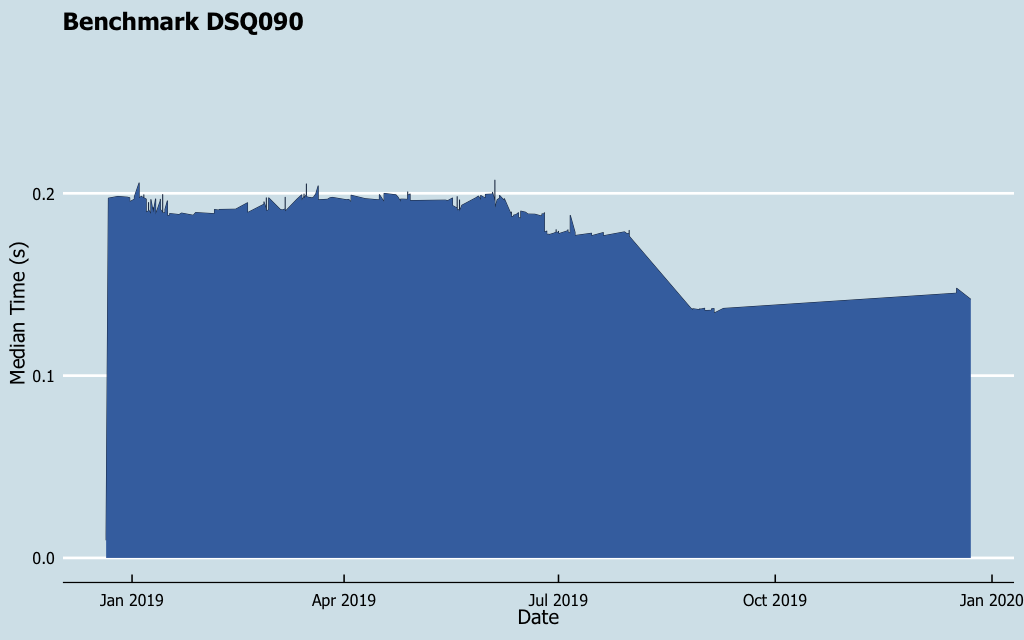 Benchmark DSQ090
Median Time (s)
0.2
0.1
0.0
Jan 2019
Apr 2019
Jul 2019
Oct 2019
Jan 2020
Date